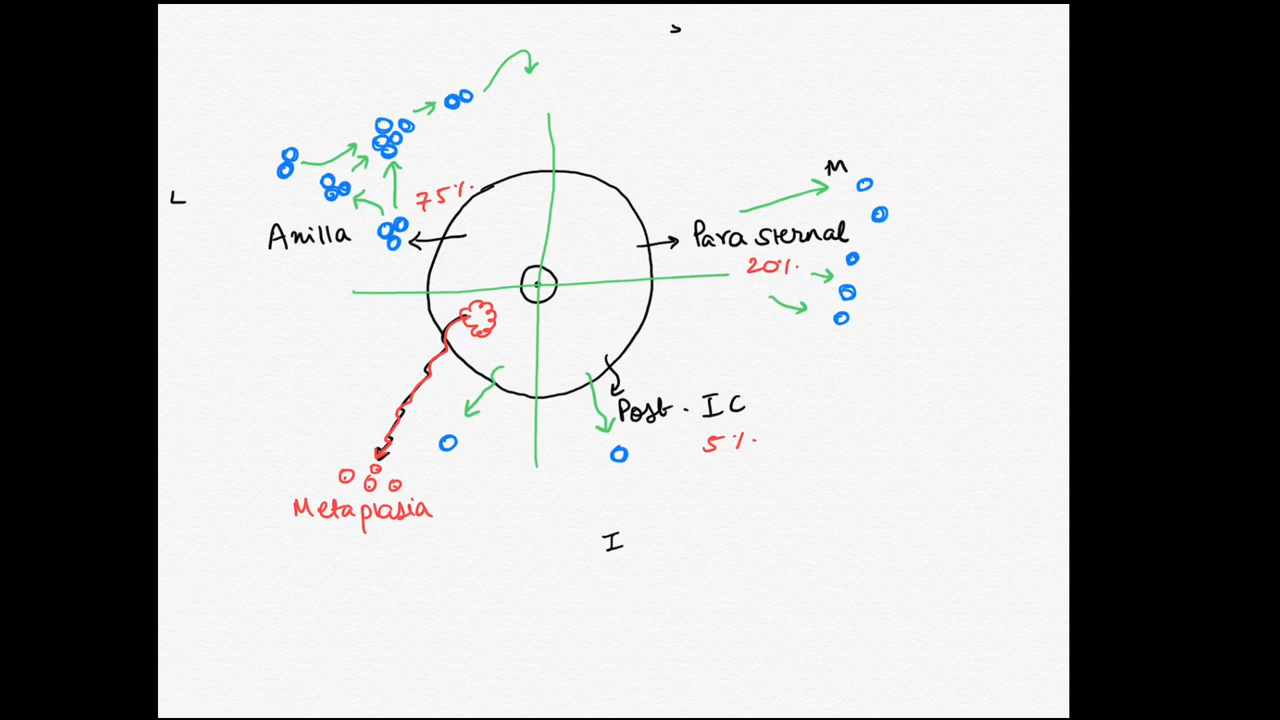 S
M
L
75%.
Axilla
Para sternal
20%.
Post. IC
5%.
Metaplasia
I